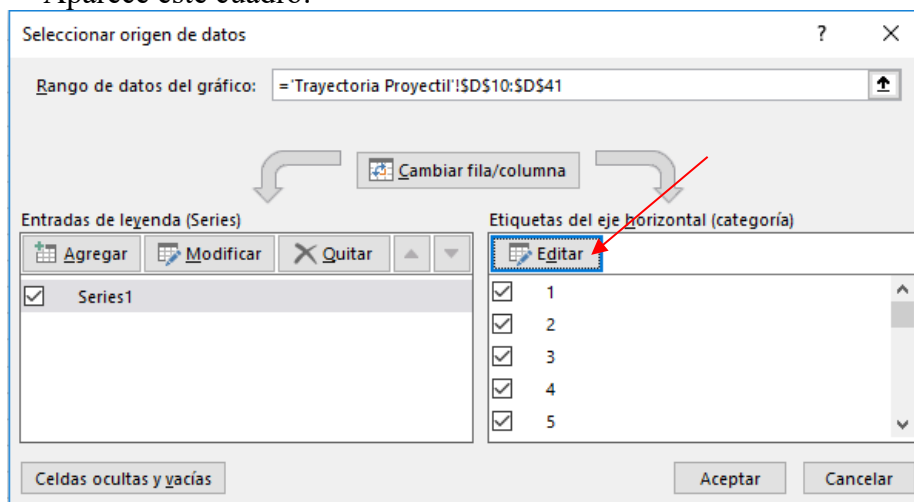 Aparece este cuadro:
Seleccionar origen de datos ?
Rango de datos del gráfico: ='Trayectoria Proyectil'!$D$10:$D$41
Cambiar fila/columna
Entradas de leyenda (Series)
Agregar Modificar Quitar
Series1
Etiquetas del eje horizontal (categoría)
Editar
1
2
3
4
5
Celdas ocultas y vacías Aceptar Cancelar